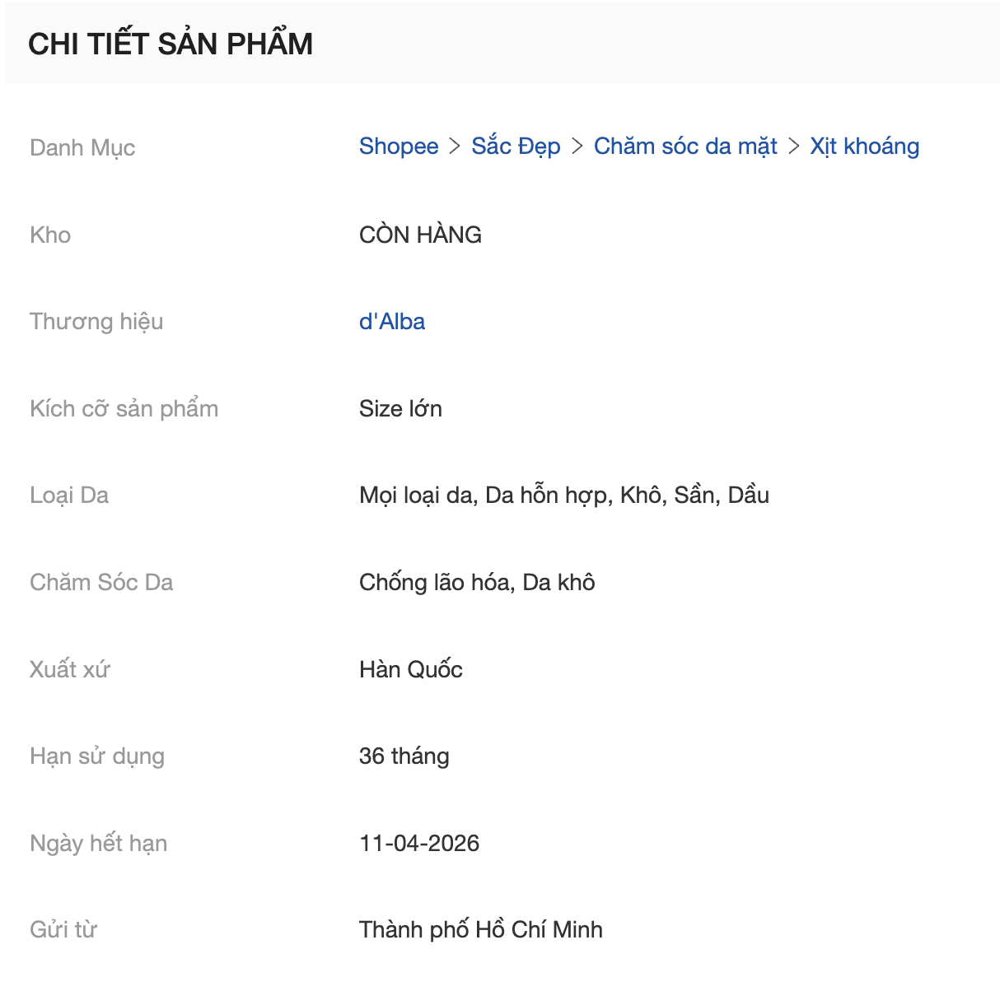 CHI TIẾT SẢN PHẨM
Danh Mục Shopee > Sắc Đẹp > Chăm sóc da mặt > Xịt khoáng
Kho CÒN HÀNG
Thương hiệu d'Alba
Kích cỡ sản phẩm Size lớn
Loại Da Mọi loại da, Da hỗn hợp, Khô, Sần, Dầu
Chăm Sóc Da Chống lão hóa, Da khô
Xuất xứ Hàn Quốc
Hạn sử dụng 36 tháng
Ngày hết hạn 11-04-2026
Gửi từ Thành phố Hồ Chí Minh